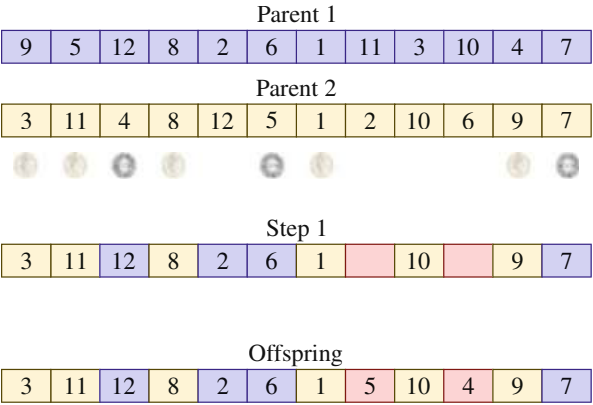 Parent 1
9 5 12 8 2 6 1 11 3 10 4 7
Parent 2
3 11 4 8 12 5 1 2 10 6 9 7
Step 1
3 11 12 8 2 6 1 10 9 7
Offspring
3 11 12 8 2 6 1 5 10 4 9 7